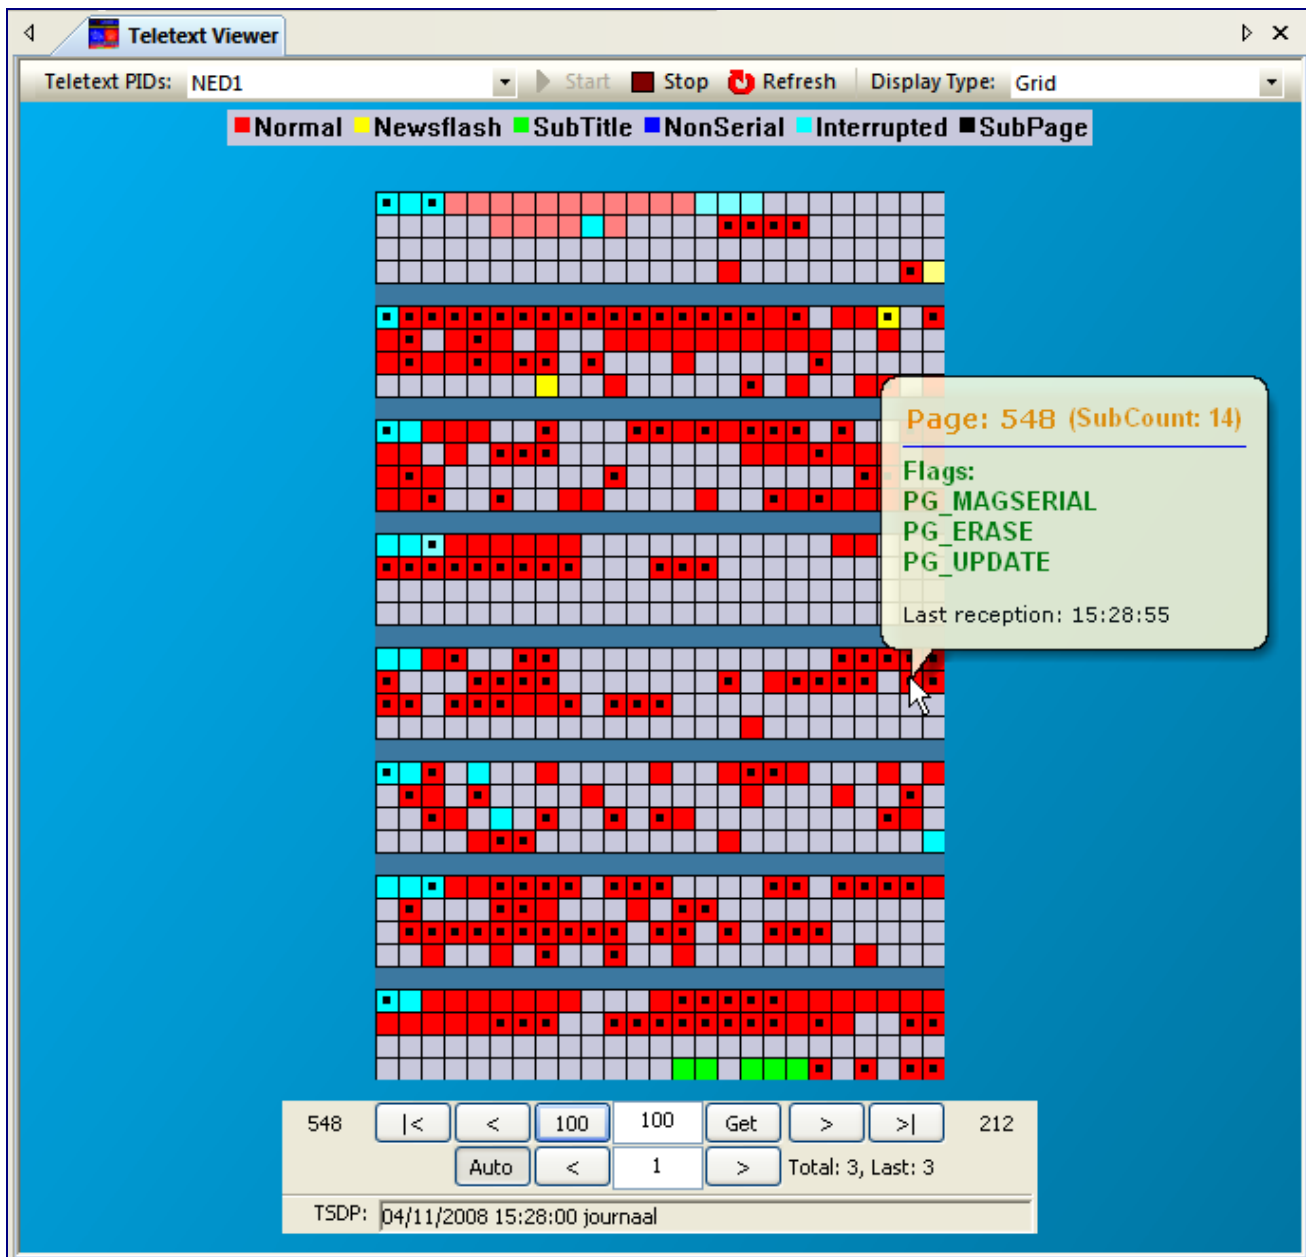 Teletext Viewer
Teletext PIDs: NED1 Start Stop Refresh Display Type: Grid
Normal Newsflash SubTitle NonSerial Interrupted SubPage
Page: 548 (SubCount: 14)
Flags:
PG_MAGSERIAL
PG_ERASE
PG_UPDATE
Last reception: 15:28:55
548 |< < 100 100 Get > >| 212
Auto < 1 > Total: 3, Last: 3
TSDP: 04/11/2008 15:28:00 journaal